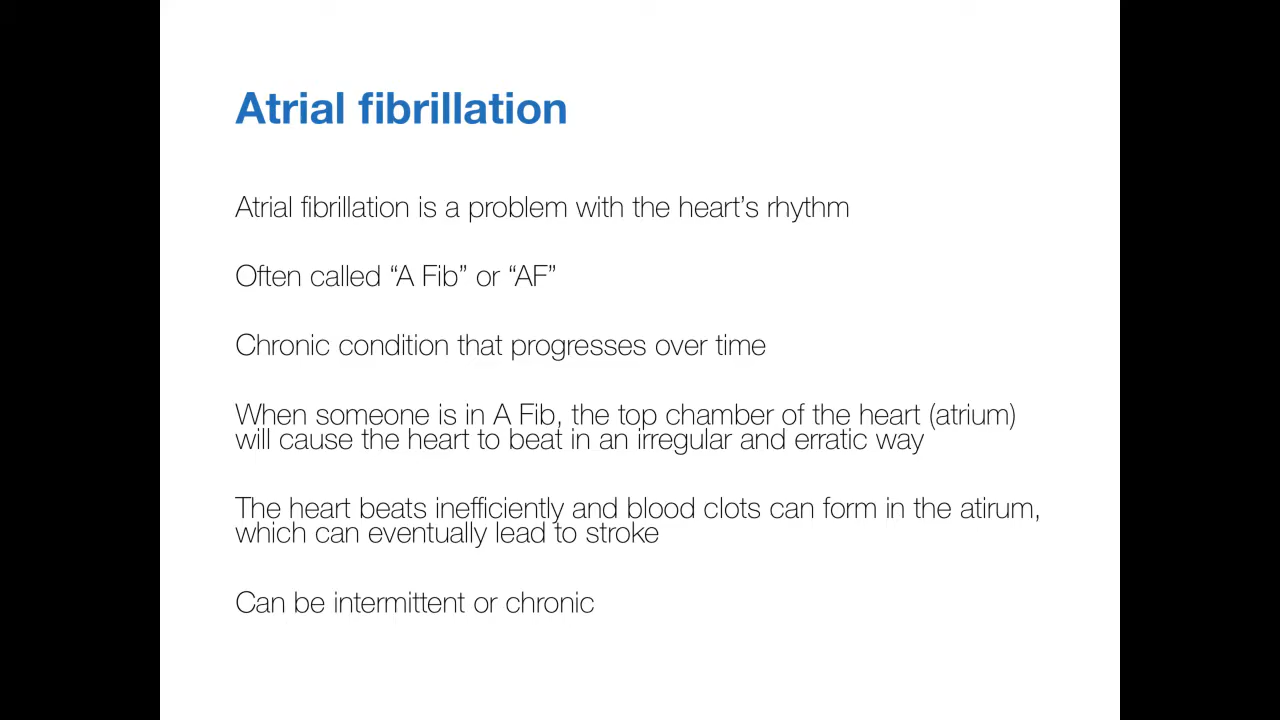 Atrial fibrillation
Atrial fibrillation is a problem with the heart’s rhythm
Often called “A Fib” or “AF”
Chronic condition that progresses over time
When someone is in A Fib, the top chamber of the heart (atrium)
will cause the heart to beat in an irregular and erratic way
The heart beats inefficiently and blood clots can form in the atirum,
which can eventually lead to stroke
Can be intermittent or chronic